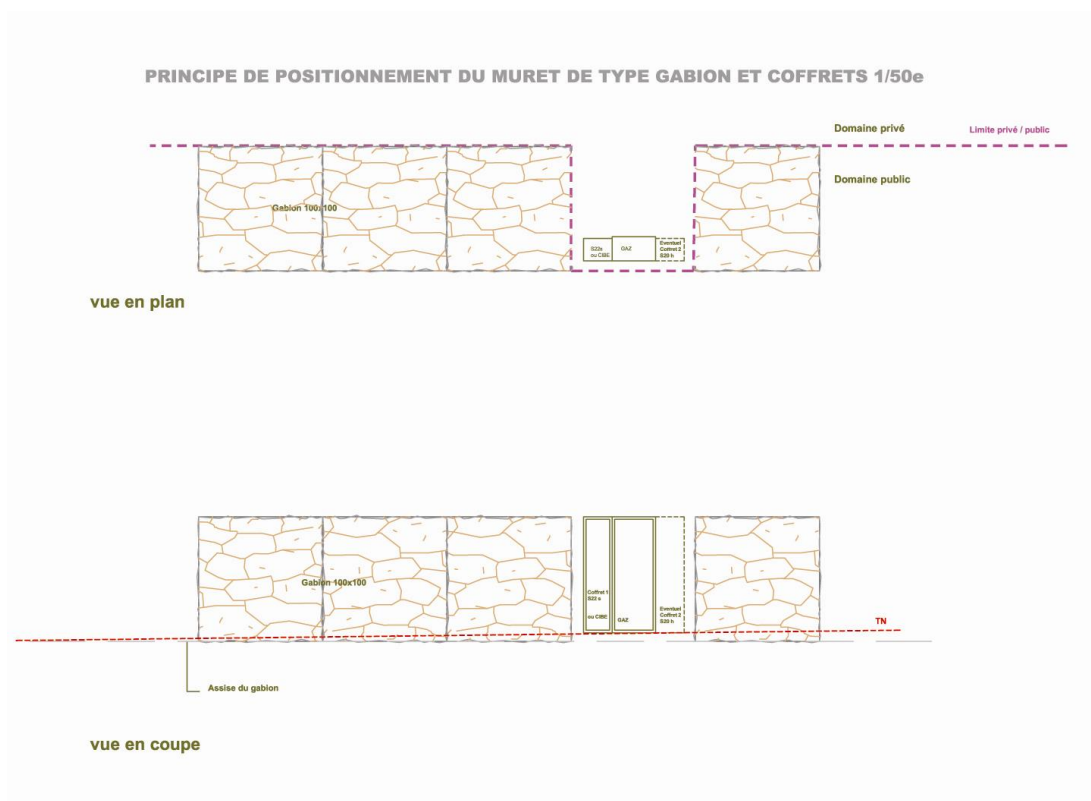 PRINCIPE DE POSITIONNEMENT DU MURET DE TYPE GABION ET COFFRETS 1/50e
Domaine privé
Limite privé / public
Domaine public
Gabion 100x100
S22s
ou CIBE
GAZ
Eventuel
Coffret 2
S20 h
vue en plan
Gabion 100x100
Coffret 1
S22 s
ou CIBE
GAZ
Eventuel
Coffret 2
S20 h
TN
Assise du gabion
vue en coupe